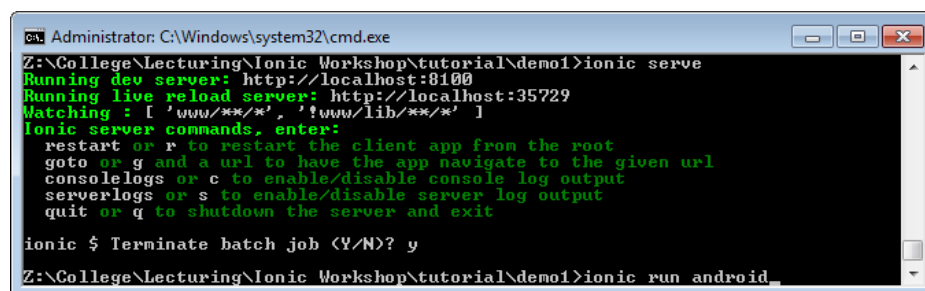 Administrator: C:\Windows\system32\cmd.exe
Z:\College\Lecturing\Ionic Workshop\tutorial\demo1>ionic serve
Running dev server: http://localhost:8100
Running live reload server: http://localhost:35729
Watching : [ 'www/**/*', '!www/lib/**/*' ]
Ionic server commands, enter:
  restart or r to restart the client app from the root
  goto or g and a url to have the app navigate to the given url
  consolelogs or c to enable/disable console log output
  serverlogs or s to enable/disable server log output
  quit or q to shutdown the server and exit
ionic $ Terminate batch job (Y/N)? y
Z:\College\Lecturing\Ionic Workshop\tutorial\demo1>ionic run android_